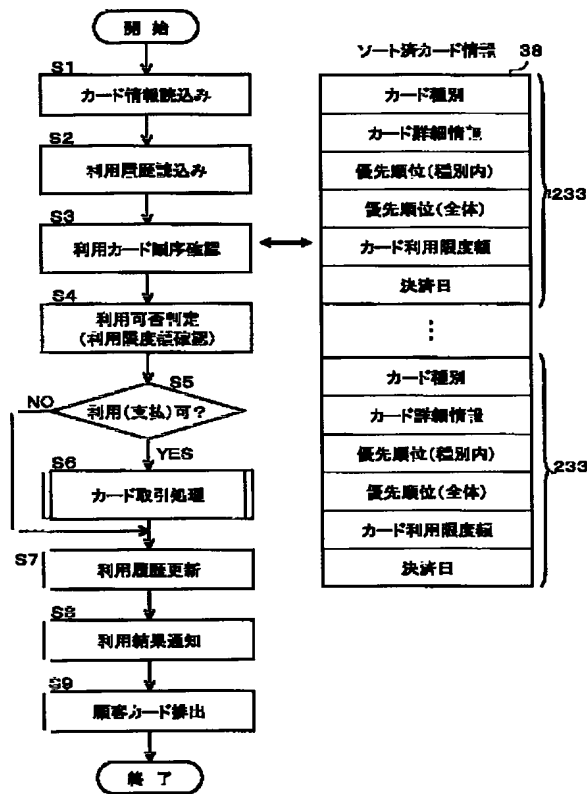 開始
S1
カード情報読込み
S2
利用履歴読込み
S3
利用カード順序確認
S4
利用可否判定
(利用限度額確認)
S5
利用(支払)可?
NO
YES
S6
カード取引処理
S7
利用履歴更新
S8
利用結果通知
S9
顧客カード排出
終了
ソート済カード情報
38
カード種別
カード詳細情報
優先順位(種別内)
優先順位(全体)
カード利用限度額
決済日
233
⋮
カード種別
カード詳細情報
優先順位(種別内)
優先順位(全体)
カード利用限度額
決済日
233